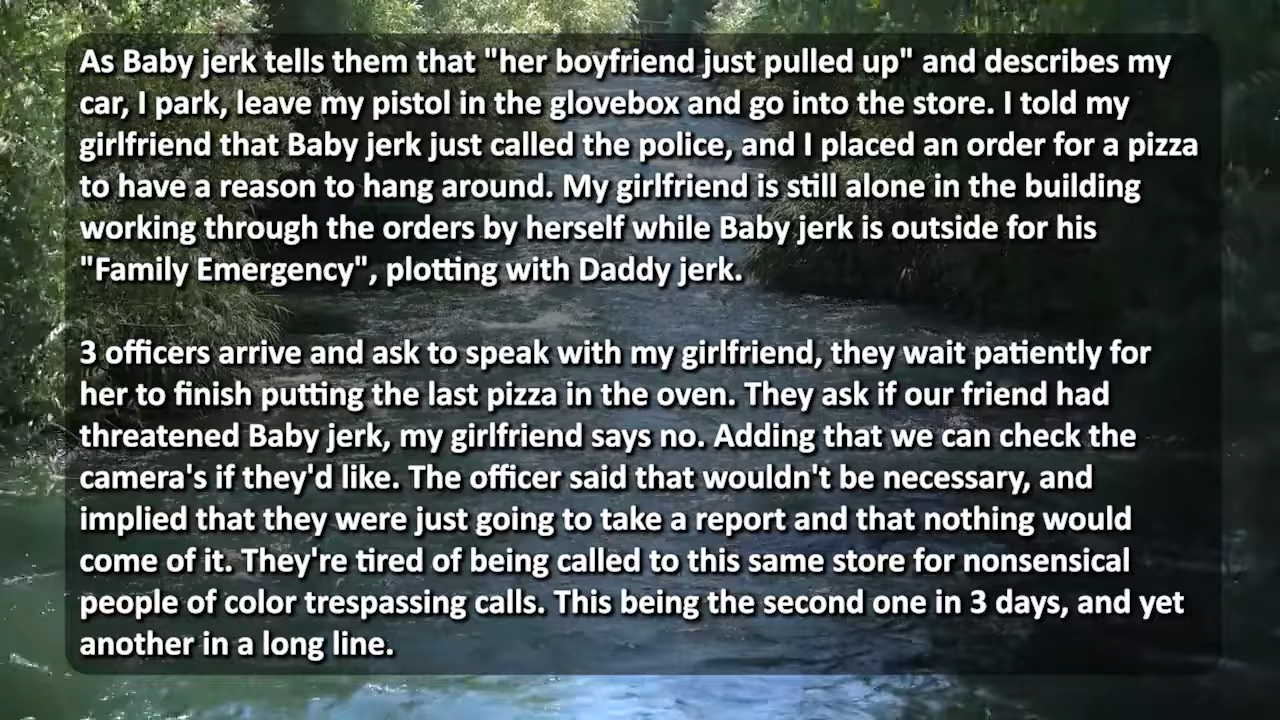 As Baby jerk tells them that "her boyfriend just pulled up" and describes my
car, I park, leave my pistol in the glovebox and go into the store. I told my
girlfriend that Baby jerk just called the police, and I placed an order for a pizza
to have a reason to hang around. My girlfriend is still alone in the building
working through the orders by herself while Baby jerk is outside for his
"Family Emergency", plotting with Daddy jerk.

3 officers arrive and ask to speak with my girlfriend, they wait patiently for
her to finish putting the last pizza in the oven. They ask if our friend had
threatened Baby jerk, my girlfriend says no. Adding that we can check the
camera's if they'd like. The officer said that wouldn't be necessary, and
implied that they were just going to take a report and that nothing would
come of it. They're tired of being called to this same store for nonsensical
people of color trespassing calls. This being the second one in 3 days, and yet
another in a long line.